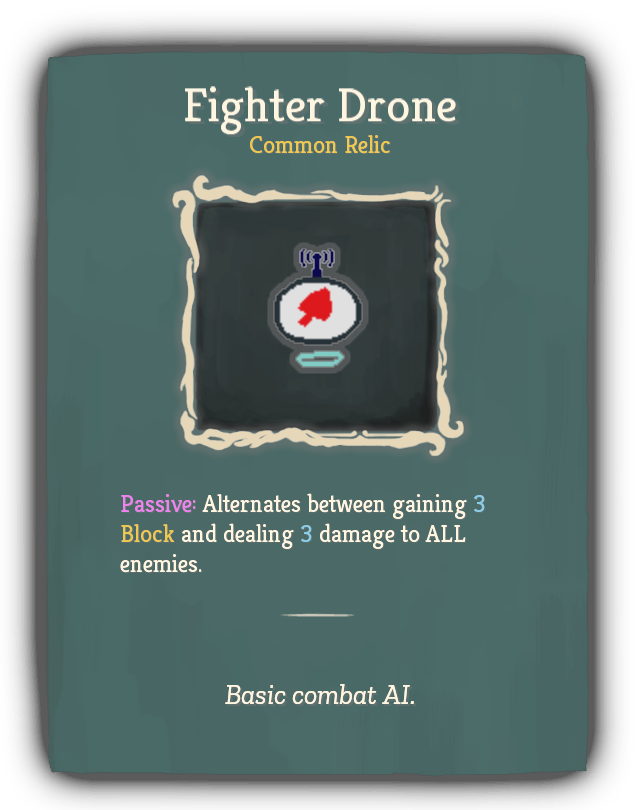 Fighter Drone
Common Relic
Passive: Alternates between gaining 3
Block and dealing 3 damage to ALL
enemies.
Basic combat AI.